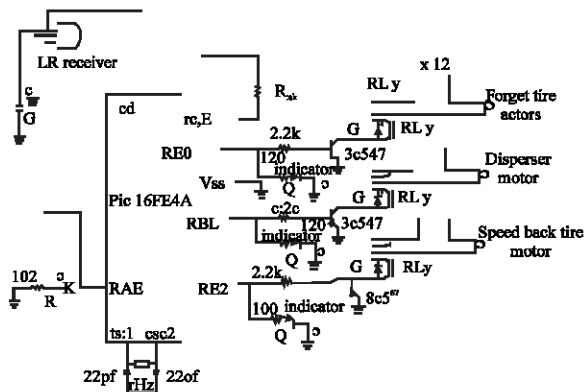 LR receiver
c
G
cd
rc,E
x 12
RL y
Forget tire
actors
RL y
G
2.2k
RE0
120
indicator
3c547
Q
c
Vss
Disperser
motor
RL y
G
Pic 16FE4A
RBL
c:2c
120
3c547
indicator
Q
c
Speed back tire
motor
RLy
G
2.2k
RE2
8c5
100
indicator
Q
c
102
R
a
K
RAE
ts:1
csc2
22pf
rHz
22of